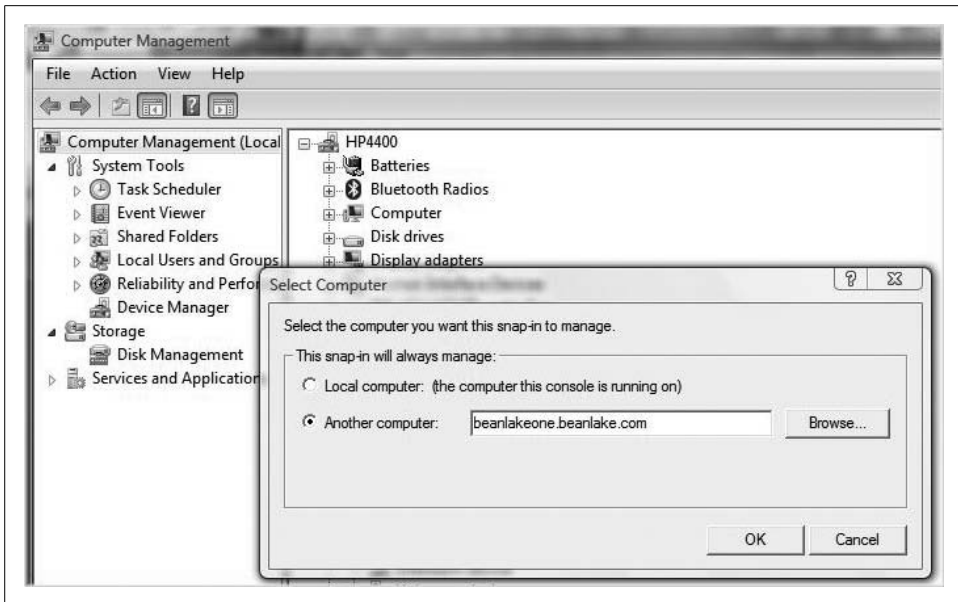 Computer Management
File Action View Help
Computer Management (Local
System Tools
Task Scheduler
Event Viewer
Shared Folders
Local Users and Groups
Reliability and Perfor
Device Manager
Storage
Disk Management
Services and Application
HP4400
Batteries
Bluetooth Radios
Computer
Disk drives
Display adapters
Select Computer
Select the computer you want this snap-in to manage.
This snap-in will always manage:
Local computer: (the computer this console is running on)
Another computer: beanlakeone.beanlake.com Browse...
OK Cancel